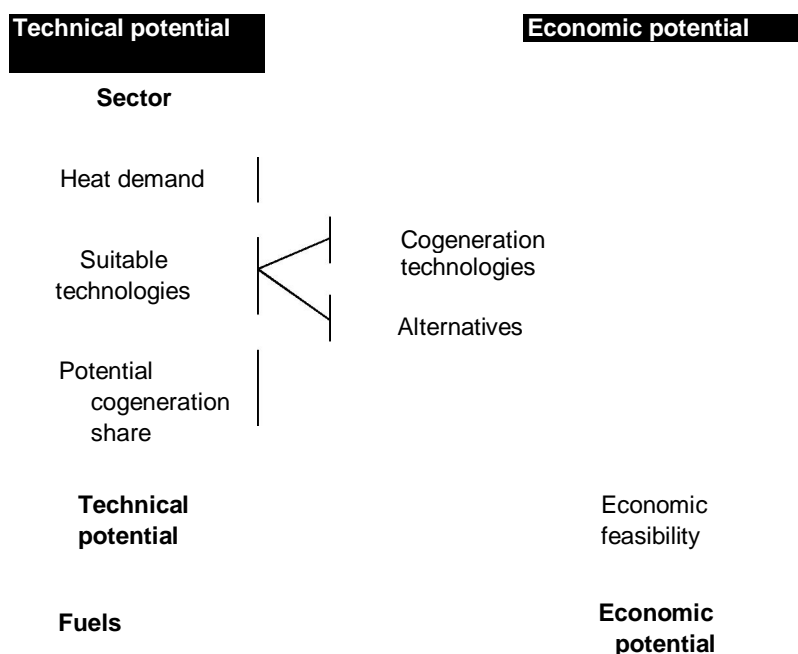 Technical potential
Economic potential
Sector
Heat demand
Suitable
technologies
Cogeneration
technologies
Alternatives
Potential
cogeneration
share
Technical
potential
Economic
feasibility
Fuels
Economic
potential